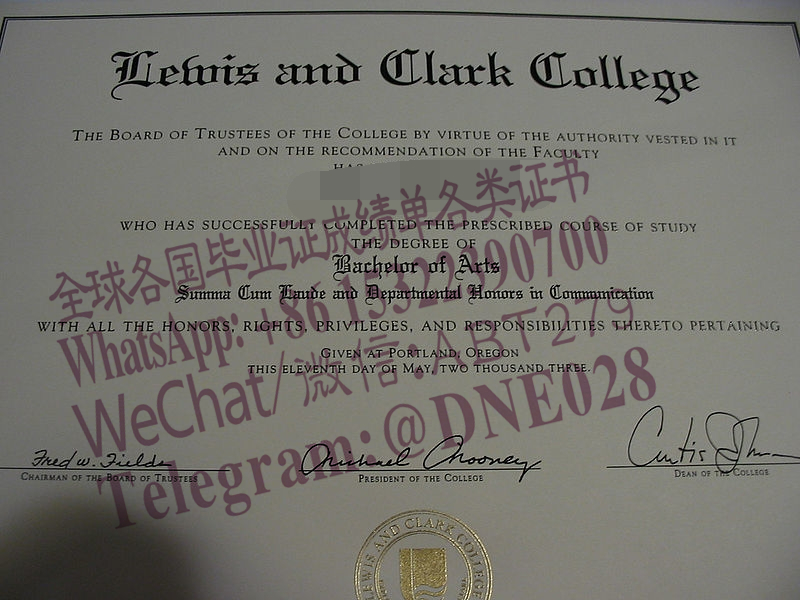 Lewis and Clark College
THE BOARD OF TRUSTEES OF THE COLLEGE BY VIRTUE OF THE AUTHORITY VESTED IN IT
AND ON THE RECOMMENDATION OF THE FACULTY
HAS
WHO HAS SUCCESSFULLY COMPLETED THE PRESCRIBED COURSE OF STUDY
THE DEGREE OF
Bachelor of Arts
Summa Cum Laude and Departmental Honors in Communication
WITH ALL THE HONORS, RIGHTS, PRIVILEGES, AND RESPONSIBILITIES THERETO PERTAINING
GIVEN AT PORTLAND, OREGON
THIS ELEVENTH DAY OF MAY, TWO THOUSAND THREE.
全球各国毕业证成绩单各类证书
WhatsApp: +86 15322900700
WeChat/微信:ABT279
Telegram:@DNE028
Fred W. Fields
Michael Mooney
CHAIRMAN OF THE BOARD OF TRUSTEES
PRESIDENT OF THE COLLEGE
DEAN OF THE COLLEGE
LEWIS AND CLARK COLLEGE